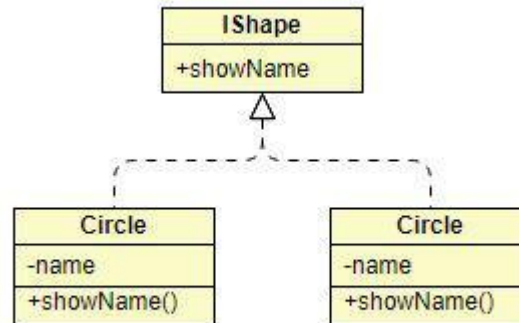 IShape
+showName
Circle
-name
+showName()
Circle
-name
+showName()